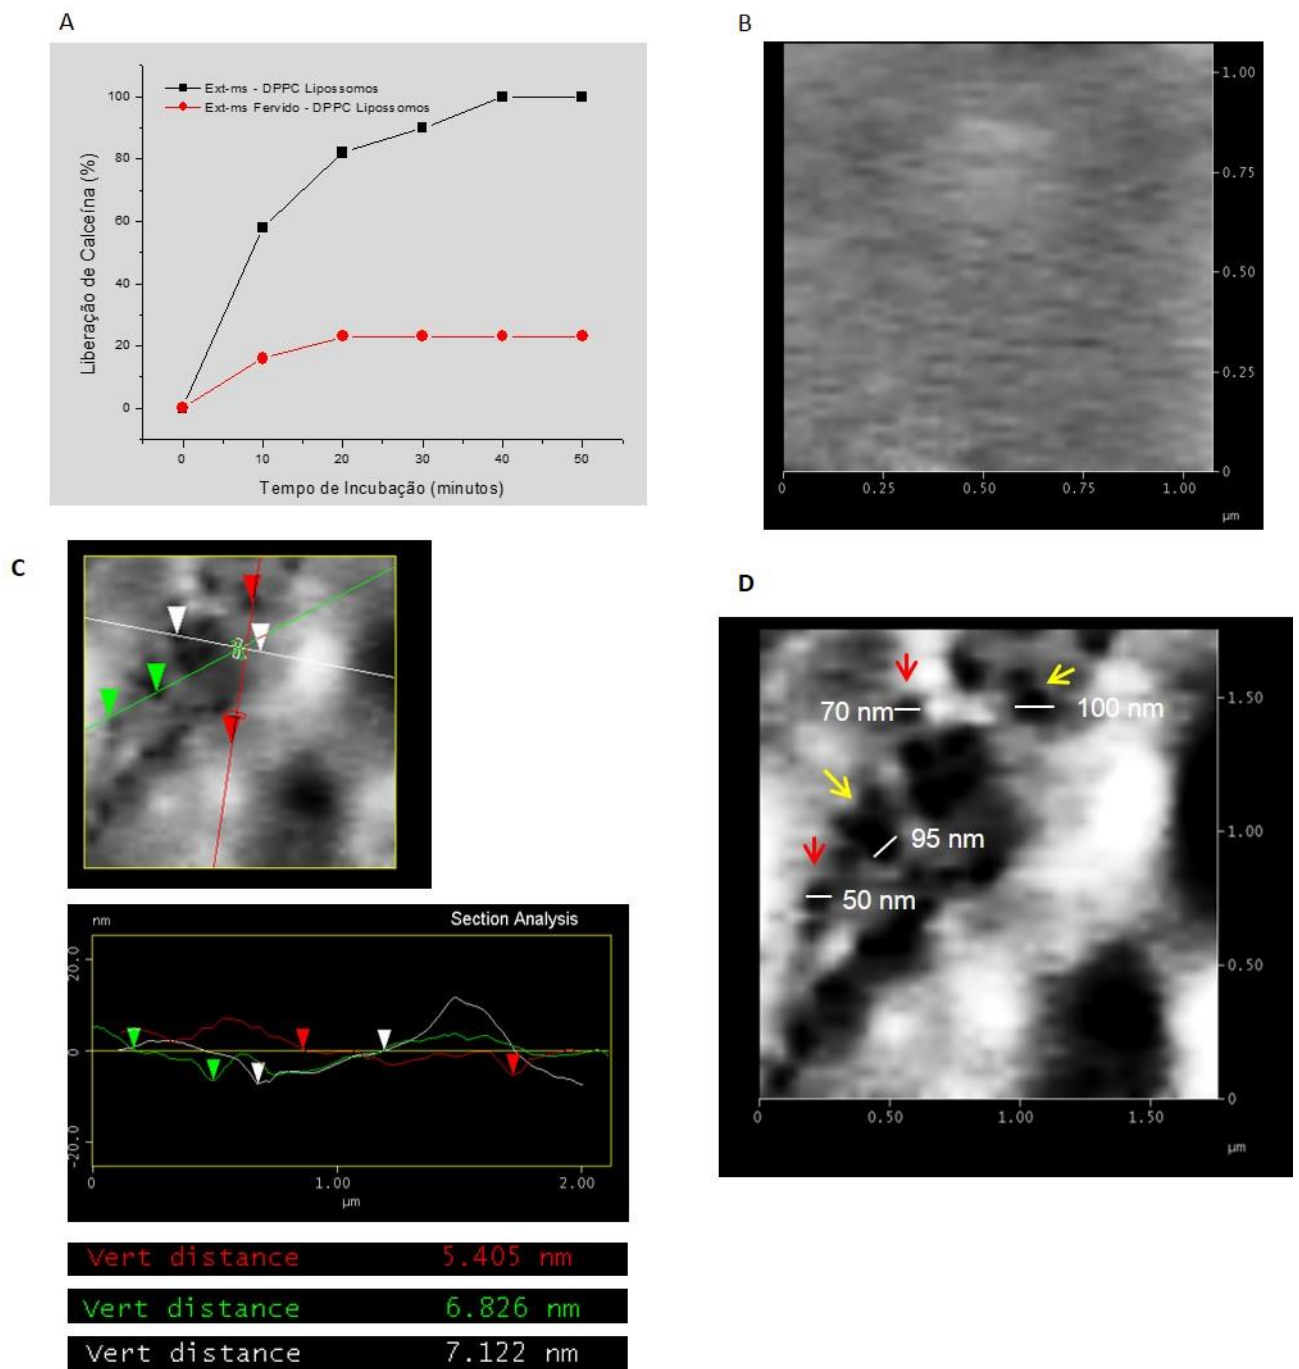 A
Ext-ms - DPPC Lipossomos
Ext-ms Fervido - DPPC Lipossomos
Liberação de Calceína (%)
100
80
60
40
20
0
0 10 20 30 40 50
Tempo de Incubação (minutos)
B
1.00
0.75
0.50
0.25
0
0 0.25 0.50 0.75 1.00
µm
C
nm
Section Analysis
20.0
0
-20.0
0 1.00 2.00
µm
Vert distance 5.405 nm
Vert distance 6.826 nm
Vert distance 7.122 nm
D
70 nm
100 nm
95 nm
50 nm
1.50
1.00
0.50
0
0 0.50 1.00 1.50
µm